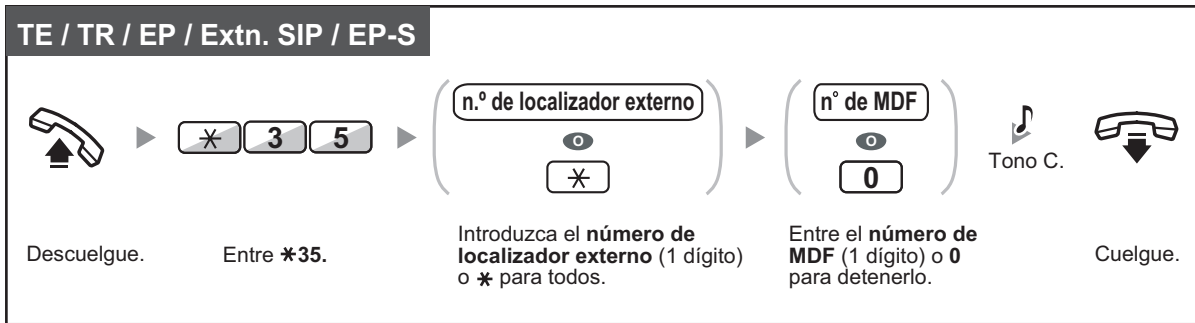 TE / TR / EP / Extn. SIP / EP-S
✳ 3 5
n.º de localizador externo
o
✳
n° de MDF
o
0
Tono C.
Descuelgue.
Entre ✳35.
Introduzca el número de
localizador externo (1 dígito)
o ✳ para todos.
Entre el número de
MDF (1 dígito) o 0
para detenerlo.
Cuelgue.